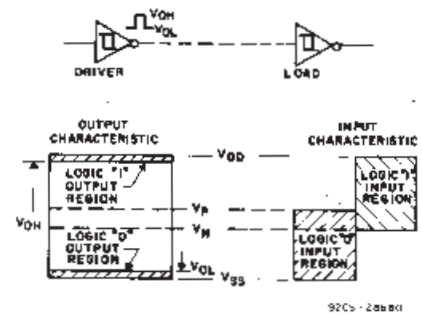 VOH
VOL
DRIVER
LOAD
OUTPUT
CHARACTERISTIC
INPUT
CHARACTERISTIC
VDD
LOGIC "1"
OUTPUT
REGION
VOH
LOGIC "0"
OUTPUT
REGION
VP
VN
VOL
VSS
LOGIC "1"
INPUT
REGION
LOGIC "0"
INPUT
REGION